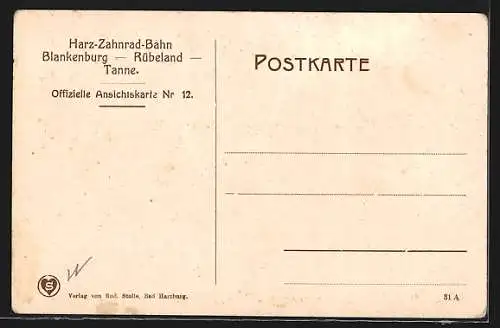 Harz-Zahnrad-Bahn
Blankenburg — Rübeland —
Tanne.
Offizielle Ansichtskarte Nr 12.
POSTKARTE
S
Verlag von Rud. Stolle, Bad Harzburg.
31 A